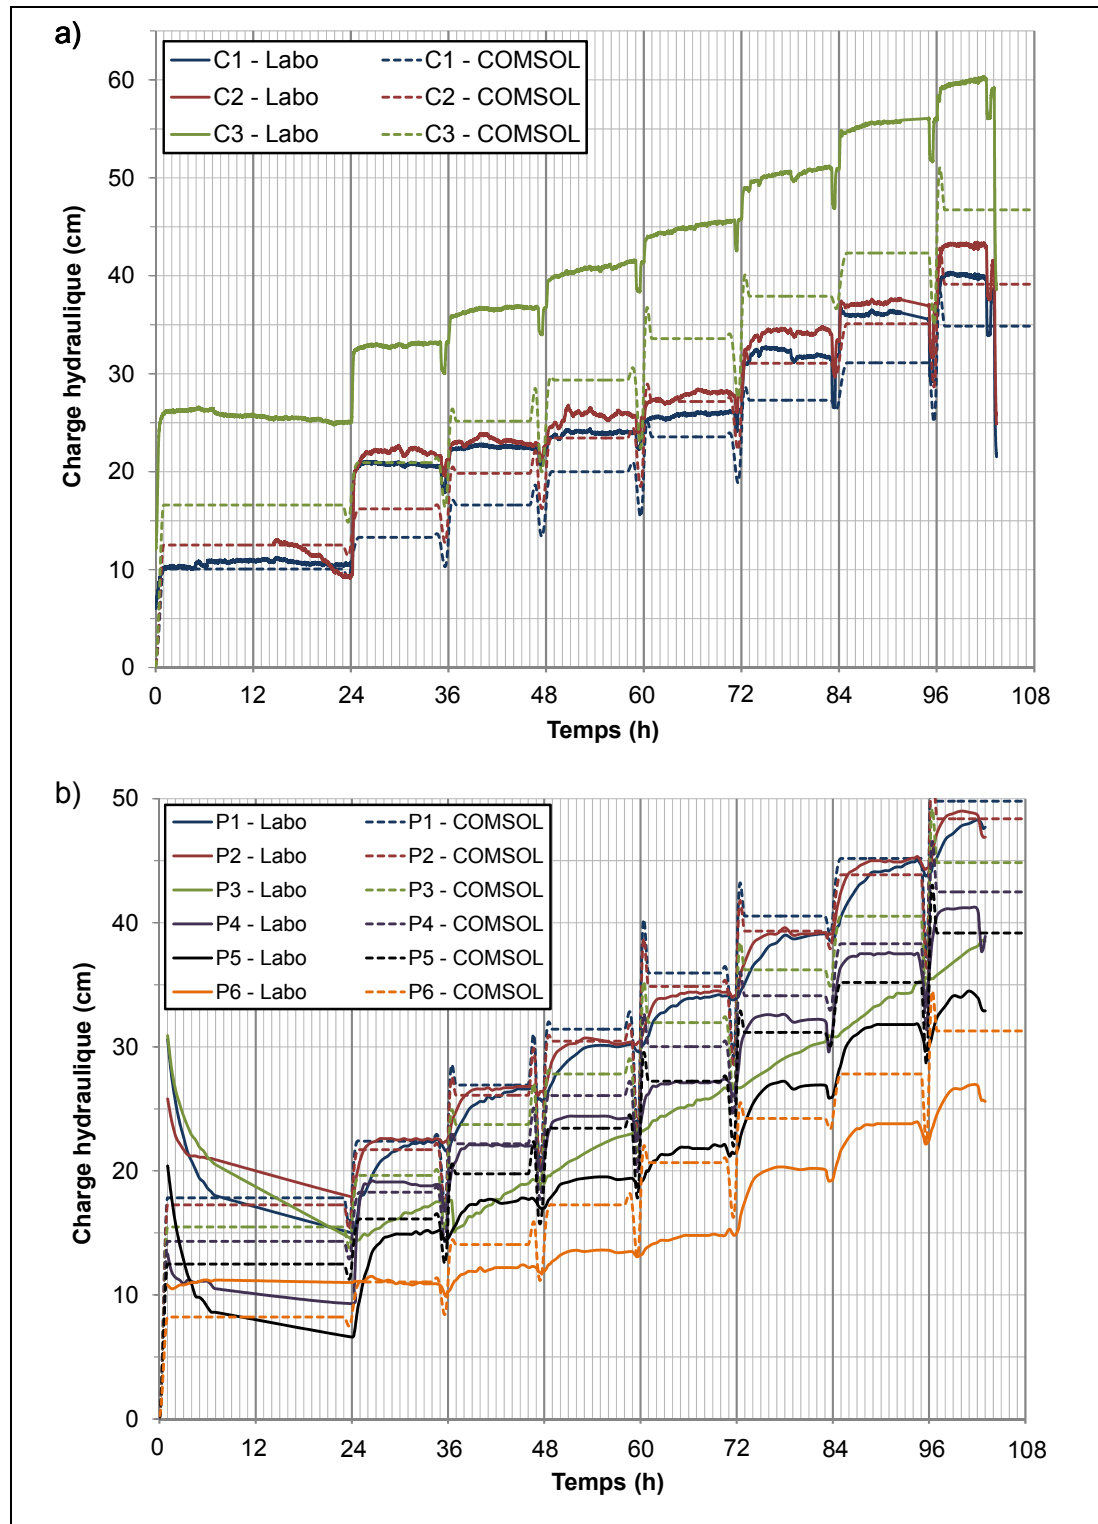 a)
C1 - Labo C1 - COMSOL
C2 - Labo C2 - COMSOL
C3 - Labo C3 - COMSOL
Charge hydraulique (cm)
60
50
40
30
20
10
0
0 12 24 36 48 60 72 84 96 108
Temps (h)
b)
P1 - Labo P1 - COMSOL
P2 - Labo P2 - COMSOL
P3 - Labo P3 - COMSOL
P4 - Labo P4 - COMSOL
P5 - Labo P5 - COMSOL
P6 - Labo P6 - COMSOL
Charge hydraulique (cm)
50
40
30
20
10
0
0 12 24 36 48 60 72 84 96 108
Temps (h)